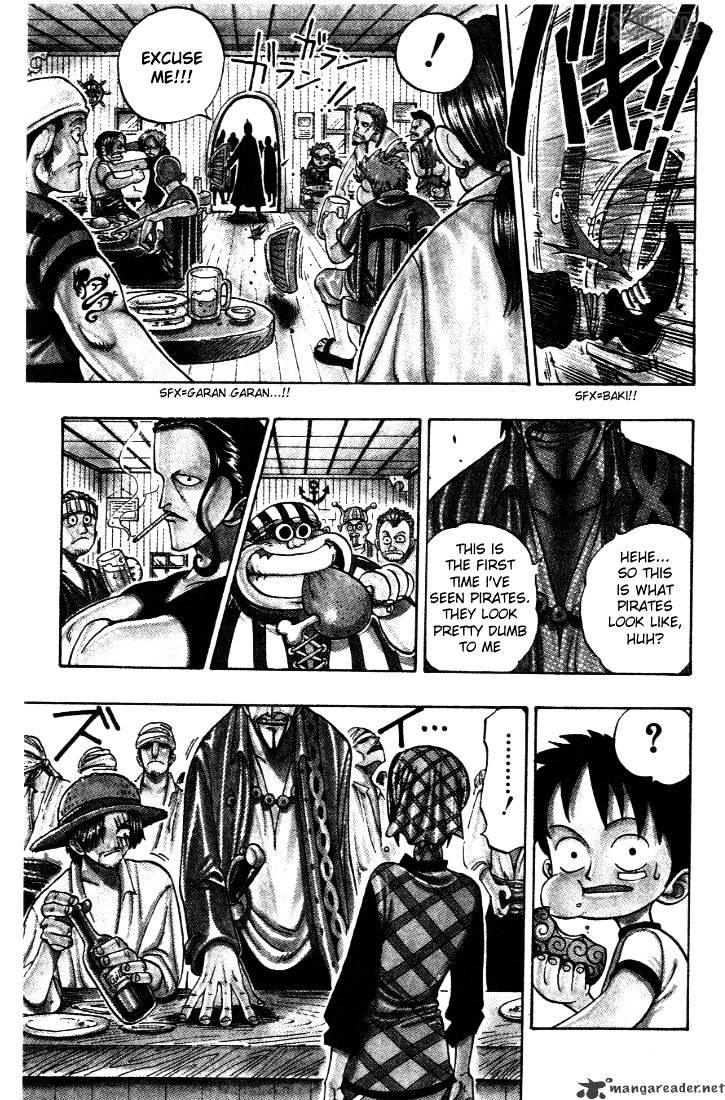 バキ!!
!
ガラン
ガラン
EXCUSE
ME!!!
SFX=BAKI!!
SFX=GARAN GARAN...!!
HEHE...
SO THIS
IS WHAT
PIRATES
LOOK LIKE,
HUH?
THIS IS
THE FIRST
TIME I'VE
SEEN PIRATES.
THEY LOOK
PRETTY DUMB
TO ME
?
........!
ズ
イ...
mangareader.net